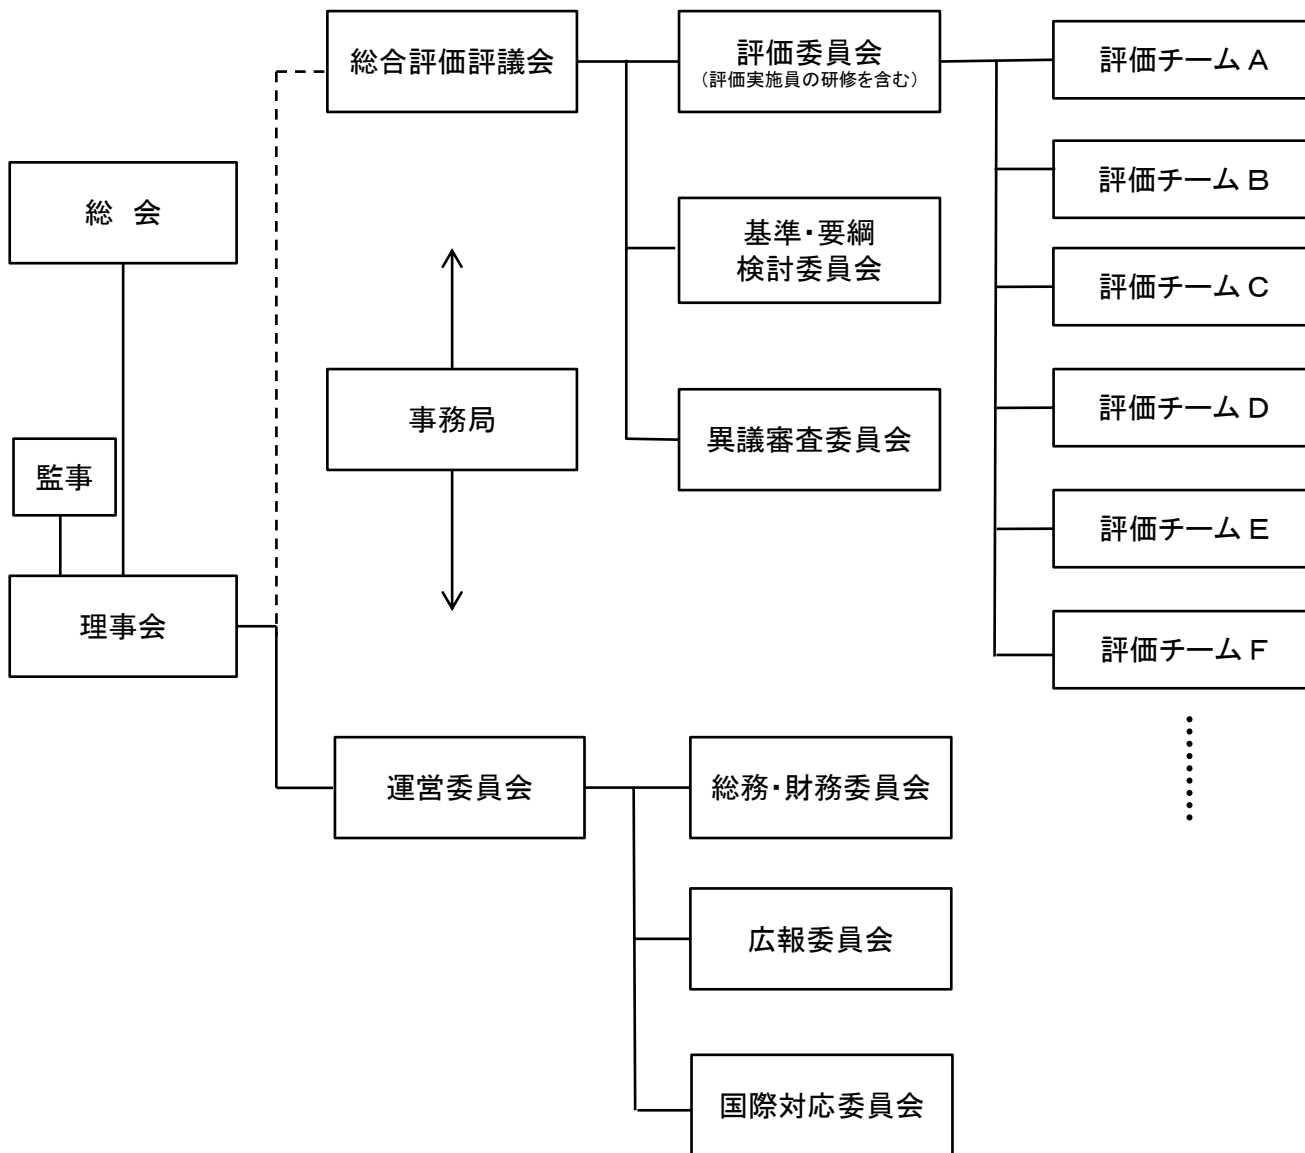 総合評価評議会
評価委員会
（評価実施員の研修を含む）
評価チームＡ
評価チームＢ
総　会
基準・要綱
検討委員会
評価チームＣ
事務局
異議審査委員会
評価チームＤ
監事
評価チームＥ
理事会
評価チームＦ
運営委員会
総務・財務委員会
広報委員会
国際対応委員会